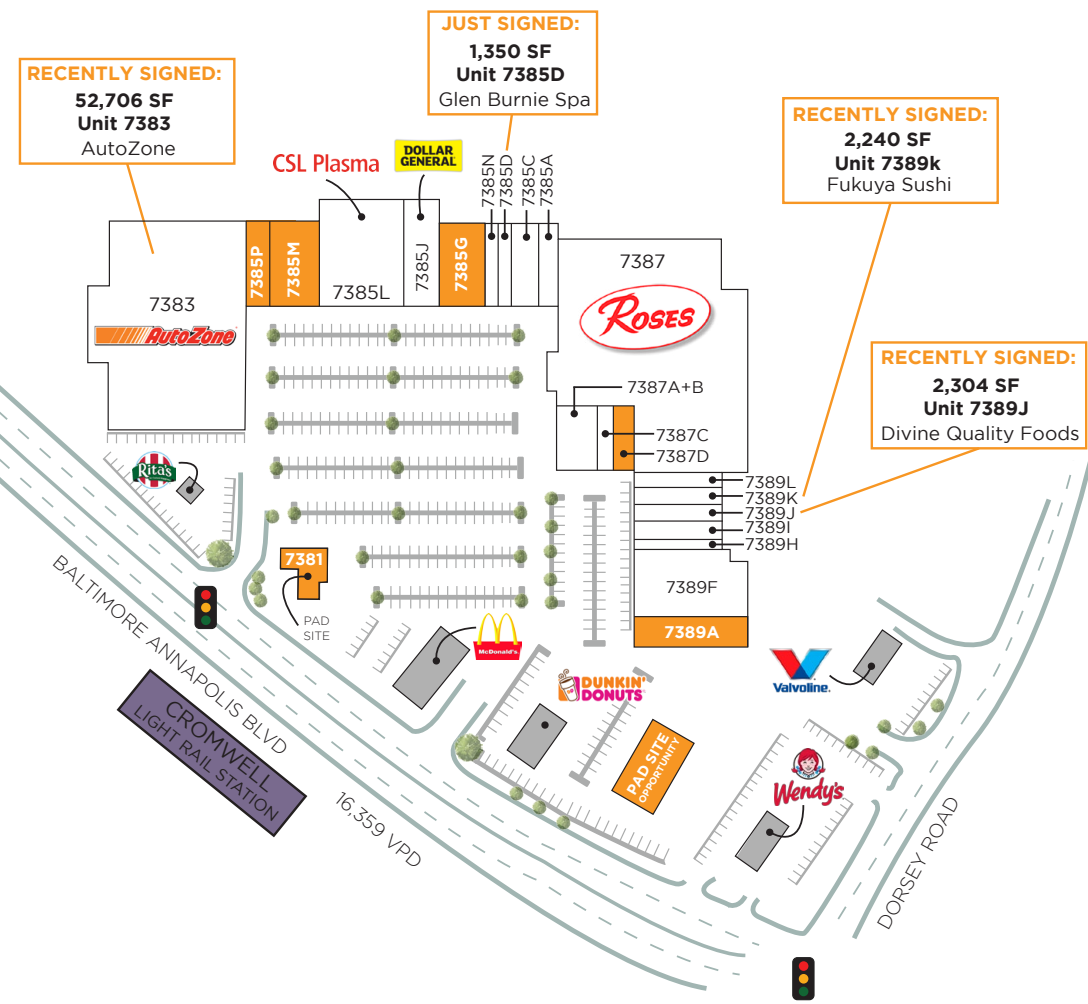 JUST SIGNED:
1,350 SF
Unit 7385D
Glen Burnie Spa
RECENTLY SIGNED:
52,706 SF
Unit 7383
AutoZone
RECENTLY SIGNED:
2,240 SF
Unit 7389k
Fukuya Sushi
CSL Plasma
DOLLAR
GENERAL
7385N
7385D
7385C
7385A
7383
AutoZone
7385P
7385M
7385L
7385J
7385G
7387
ROSES
RECENTLY SIGNED:
2,304 SF
Unit 7389J
Divine Quality Foods
7387A+B
7387C
7387D
7389L
7389K
7389J
7389I
7389H
7389F
7389A
Rita's
7381
PAD
SITE
McDonald's
DUNKIN'
DONUTS
PAD SITE
OPPORTUNITY
Valvoline
Wendy's
BALTIMORE ANNAPOLIS BLVD
CROMWELL
LIGHT RAIL STATION
16,359 VPD
DORSEY ROAD